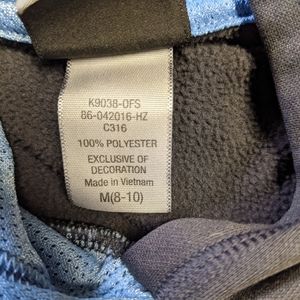 K9038-OFS
86-042016-HZ
C316
100% POLYESTER
EXCLUSIVE OF
DECORATION
Made in Vietnam
M(8-10)